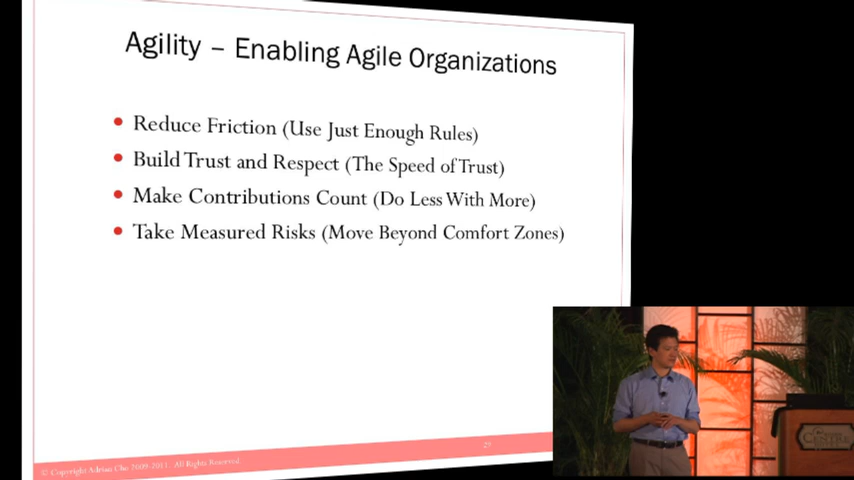 Agility – Enabling Agile Organizations
Reduce Friction (Use Just Enough Rules)
Build Trust and Respect (The Speed of Trust)
Make Contributions Count (Do Less With More)
Take Measured Risks (Move Beyond Comfort Zones)
29
© Copyright Adrian Cho 2009-2011. All Rights Reserved.